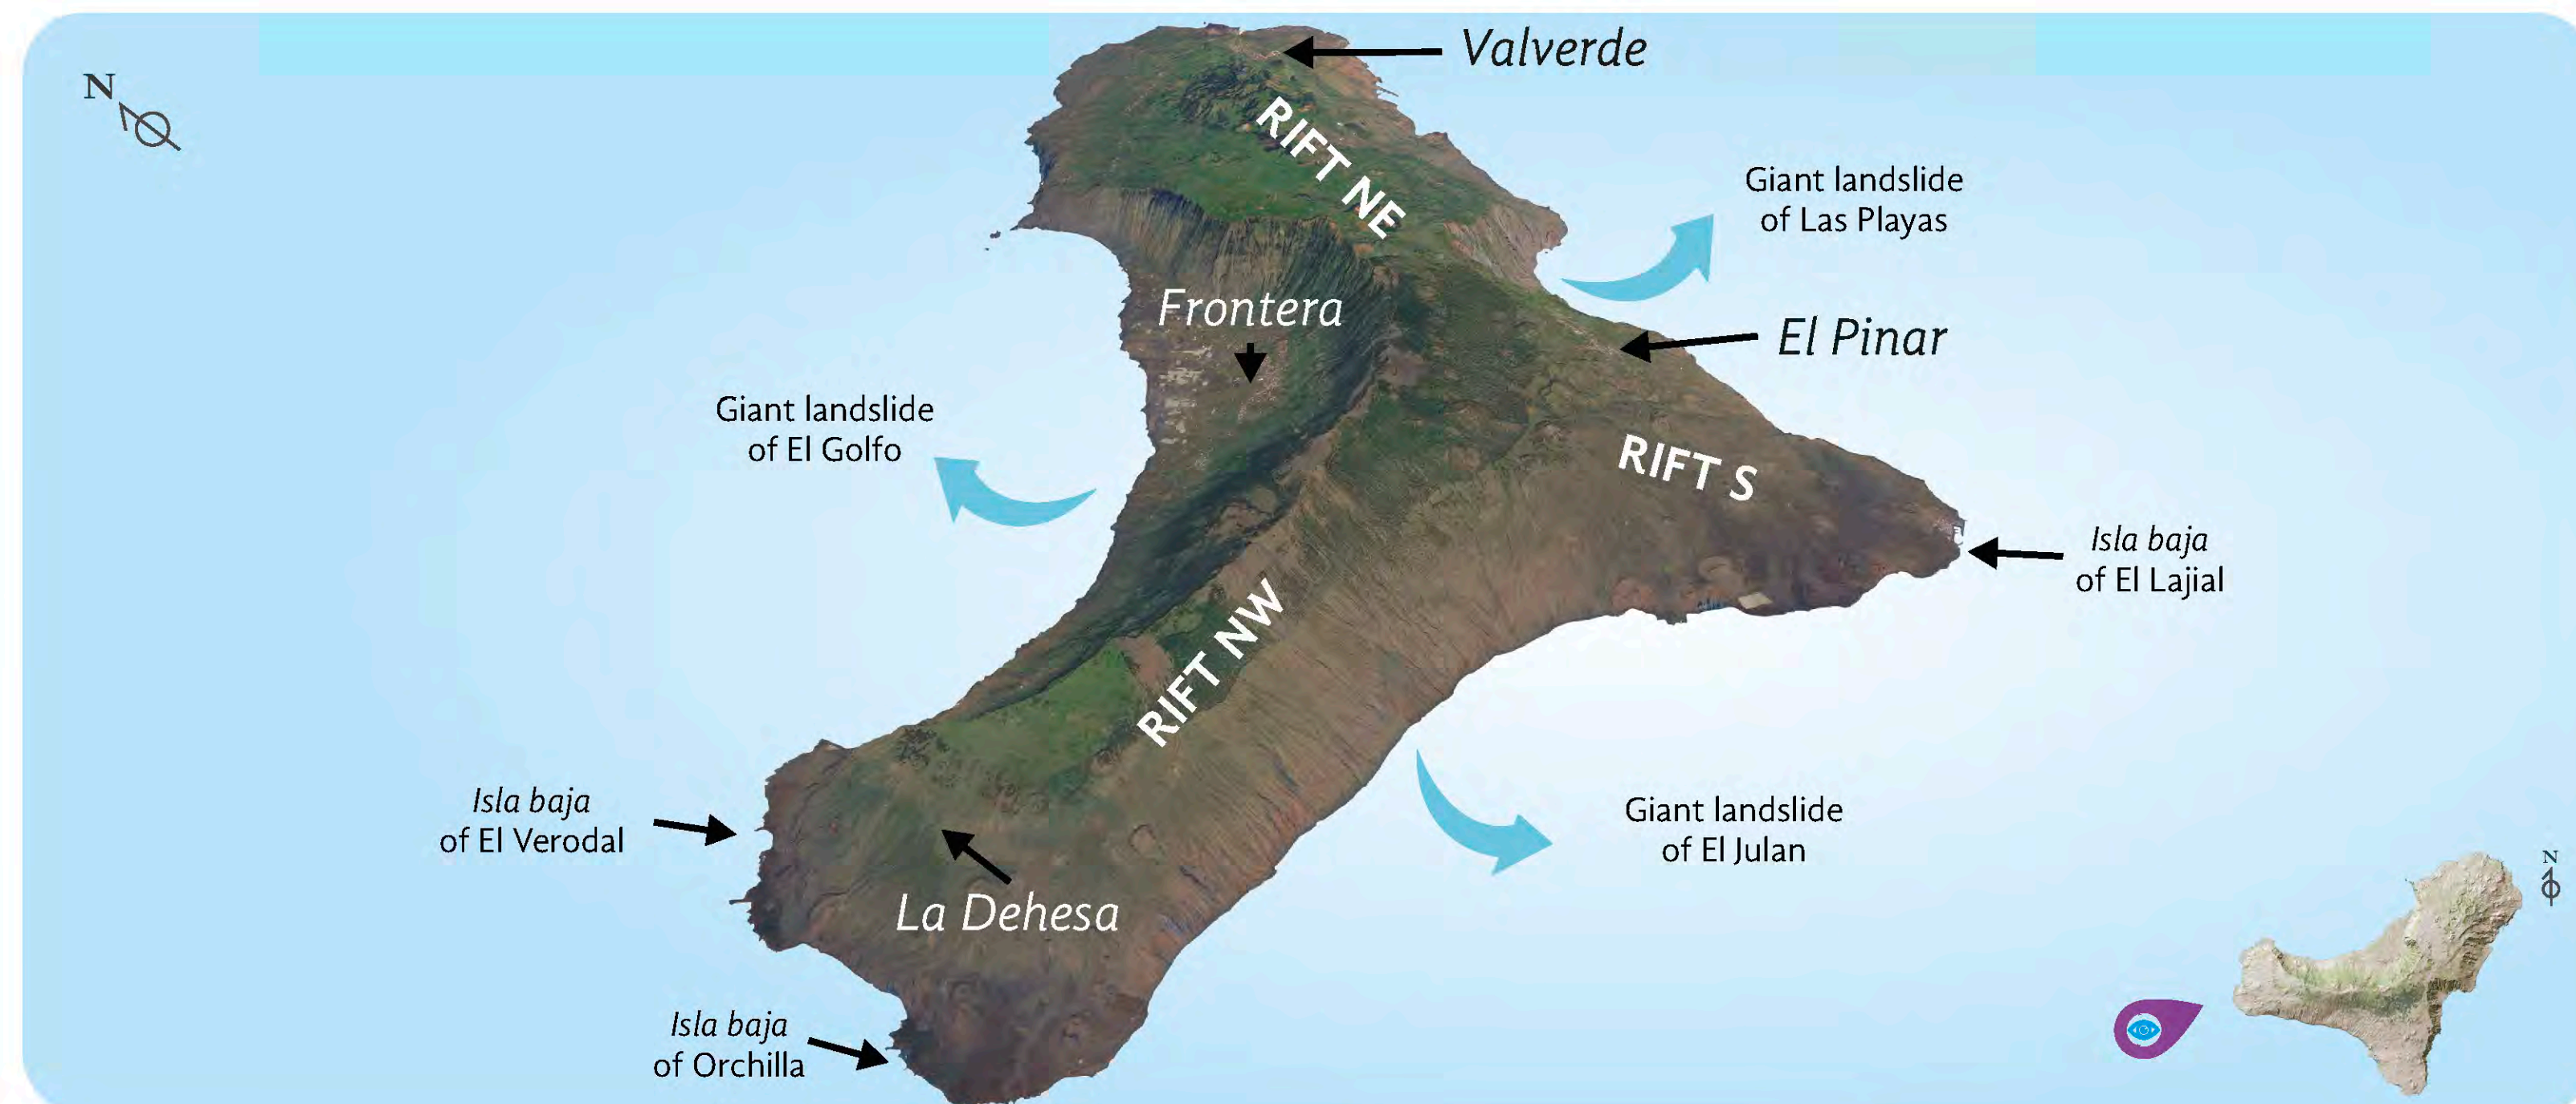 N
Valverde
RIFT NE
Giant landslide
of Las Playas
Frontera
El Pinar
Giant landslide
of El Golfo
RIFT S
Isla baja
of El Lajial
RIFT NW
Isla baja
of El Verodal
Giant landslide
of El Julan
La Dehesa
N
Isla baja
of Orchilla